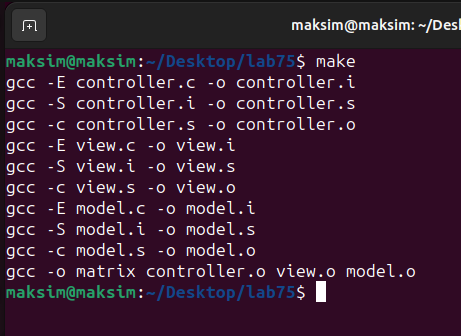 maksim@maksim: ~/Des
maksim@maksim:~/Desktop/lab75$ make
gcc -E controller.c -o controller.i
gcc -S controller.i -o controller.s
gcc -c controller.s -o controller.o
gcc -E view.c -o view.i
gcc -S view.i -o view.s
gcc -c view.s -o view.o
gcc -E model.c -o model.i
gcc -S model.i -o model.s
gcc -c model.s -o model.o
gcc -o matrix controller.o view.o model.o
maksim@maksim:~/Desktop/lab75$